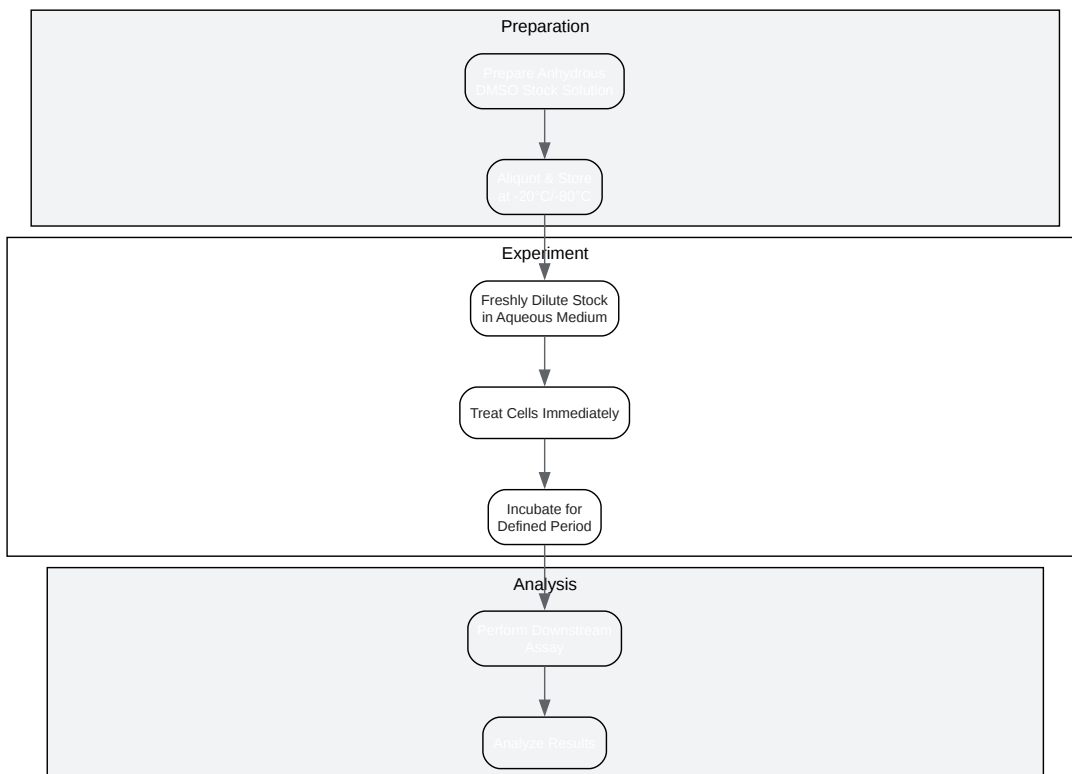 Preparation
Prepare Anhydrous
DMSO Stock Solution
Aliquot & Store
at -20°C/-80°C
Experiment
Freshly Dilute Stock
in Aqueous Medium
Treat Cells Immediately
Incubate for
Defined Period
Analysis
Perform Downstream
Assay
Analyze Results